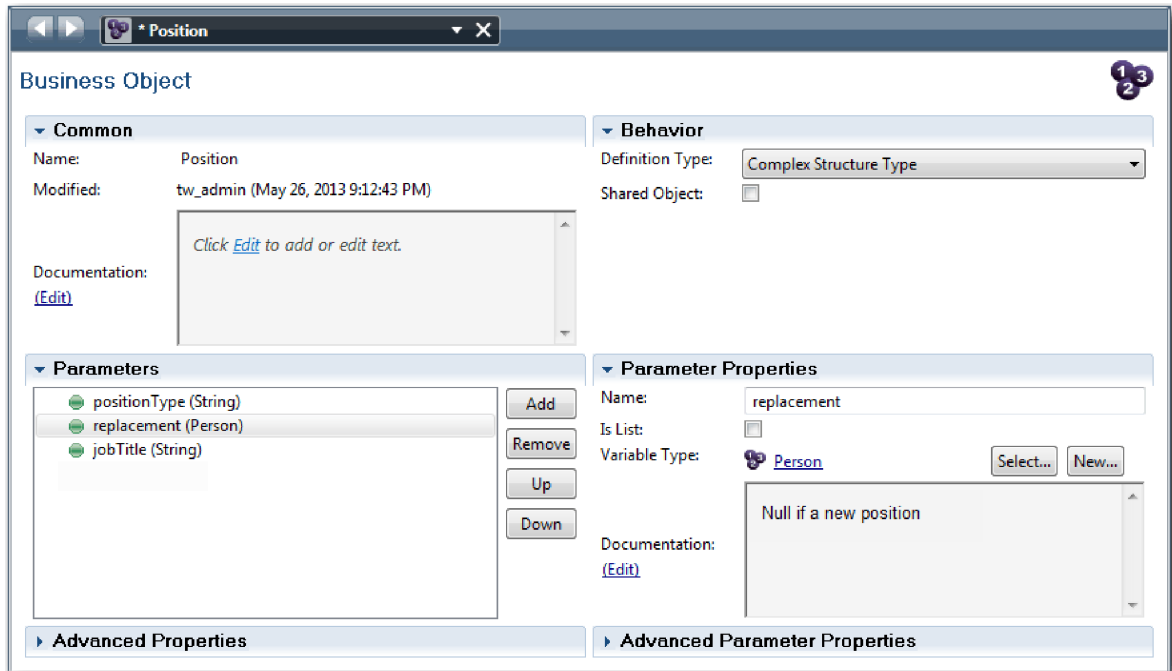 * Position
Business Object
1 3
2
Common
Name: Position
Modified: tw_admin (May 26, 2013 9:12:43 PM)
Click Edit to add or edit text.
Documentation:
(Edit)
Behavior
Definition Type: Complex Structure Type
Shared Object:
Parameters
positionType (String)
replacement (Person)
jobTitle (String)
Add
Remove
Up
Down
Parameter Properties
Name: replacement
Is List:
Variable Type: Person Select... New...
Null if a new position
Documentation:
(Edit)
Advanced Properties
Advanced Parameter Properties